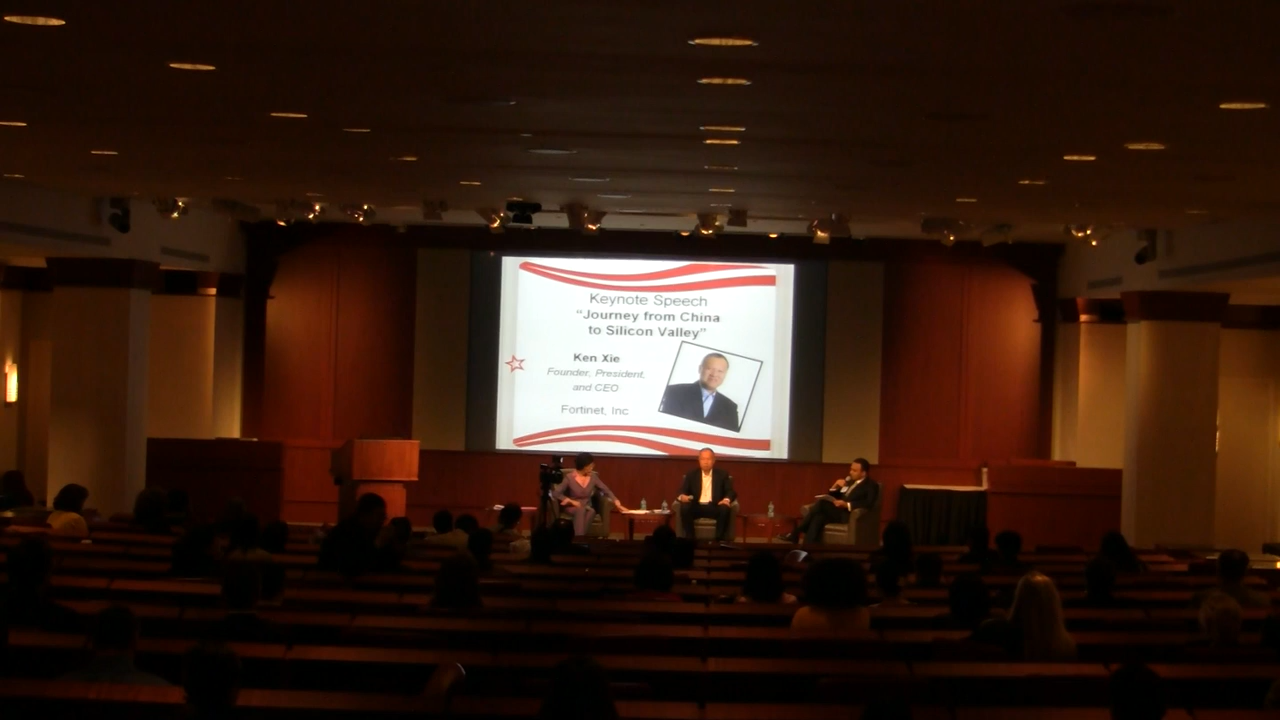 Keynote Speech
“Journey from China
to Silicon Valley”
Ken Xie
Founder, President,
and CEO
Fortinet, Inc